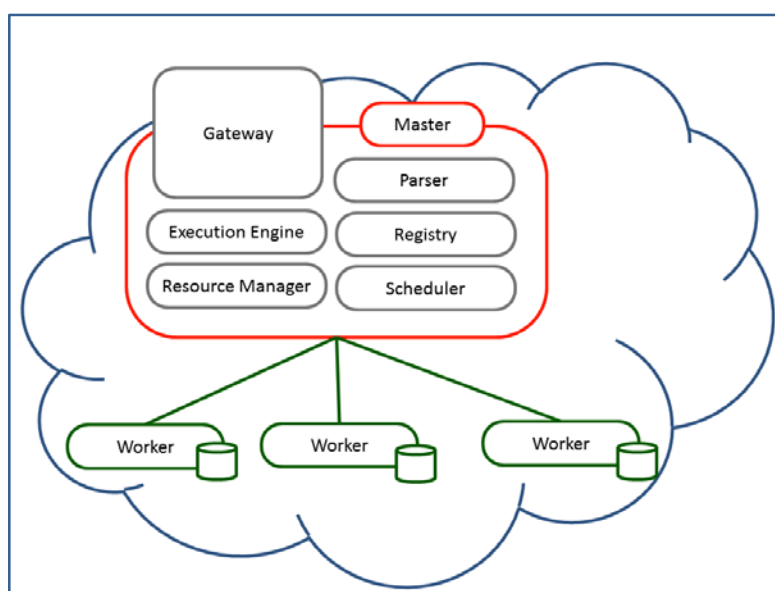 Gateway
Master
Parser
Execution Engine
Registry
Resource Manager
Scheduler
Worker
Worker
Worker